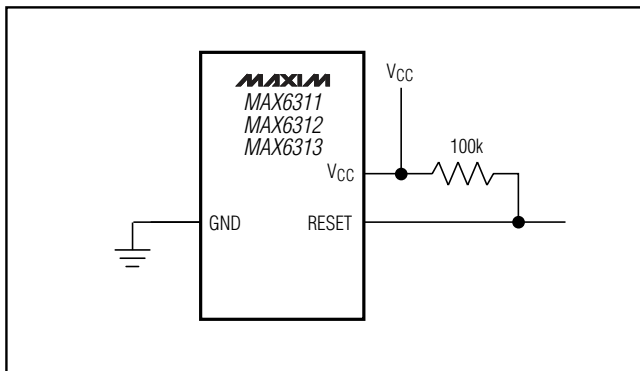 MAXIM
MAX6311
MAX6312
MAX6313
VCC
VCC
100k
GND
RESET